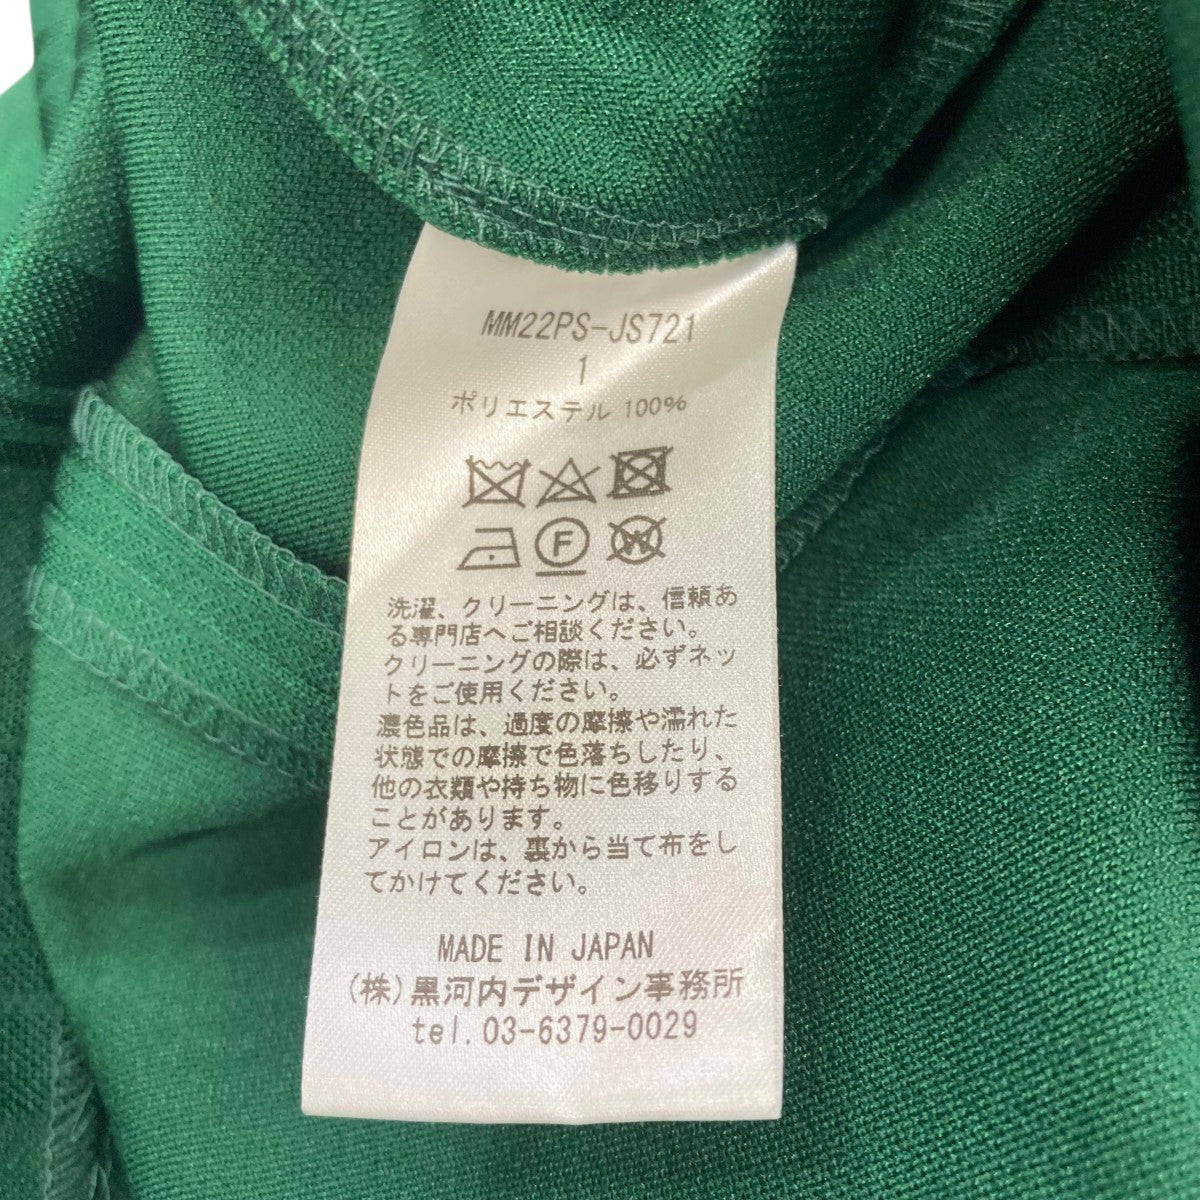 MM22PS-JS721
1
ポリエステル 100%
F
W
洗濯、クリーニングは、信頼あ
る専門店へご相談ください。
クリーニングの際は、必ずネッ
トをご使用ください。
濃色品は、過度の摩擦や濡れた
状態での摩擦で色落ちしたり、
他の衣類や持ち物に色移りする
ことがあります。
アイロンは、裏から当て布をし
てかけてください。
MADE IN JAPAN
(株)黒河内デザイン事務所
tel.03-6379-0029